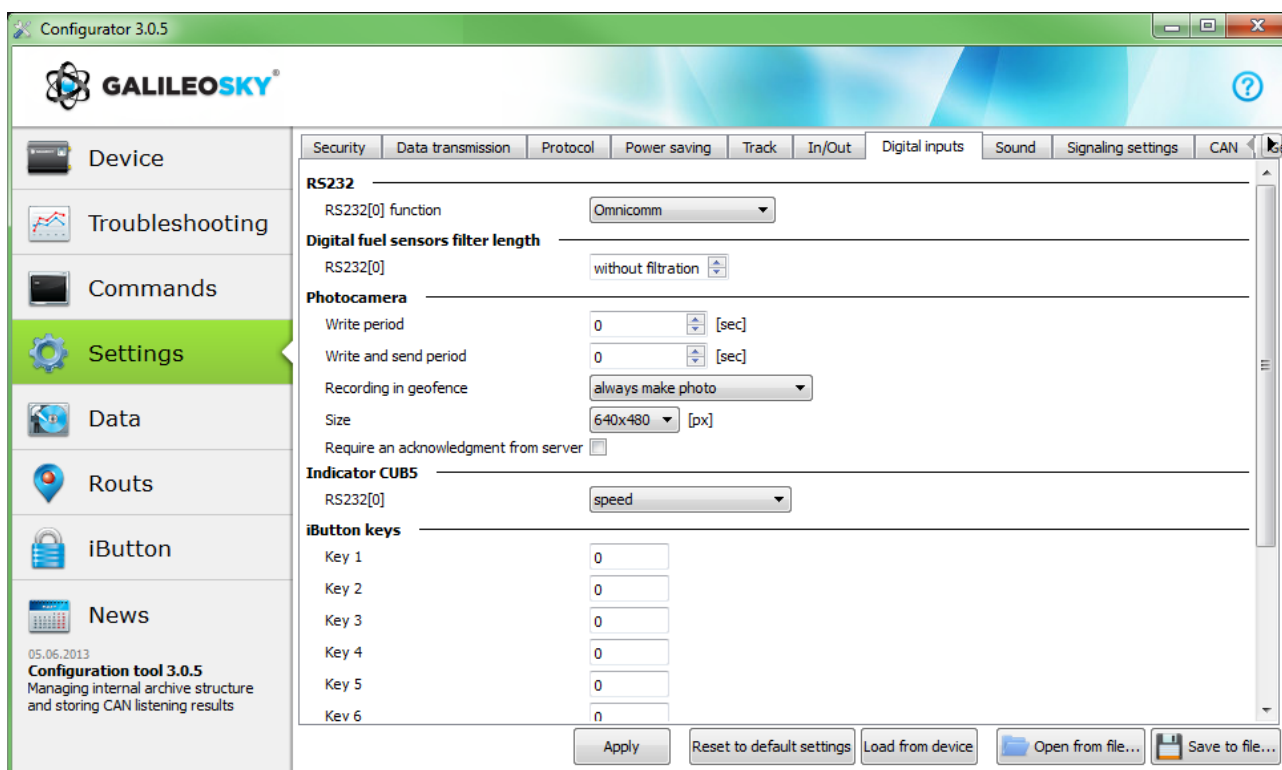 Configurator 3.0.5
GALILEOSKY®
Device
Troubleshooting
Commands
Settings
Data
Routs
iButton
News
05.06.2013
Configuration tool 3.0.5
Managing internal archive structure
and storing CAN listening results
Security Data transmission Protocol Power saving Track In/Out Digital inputs Sound Signaling settings CAN
RS232
RS232[0] function Omnicomm
Digital fuel sensors filter length
RS232[0] without filtration
Photocamera
Write period 0 [sec]
Write and send period 0 [sec]
Recording in geofence always make photo
Size 640x480 [px]
Require an acknowledgment from server
Indicator CUB5
RS232[0] speed
iButton keys
Key 1 0
Key 2 0
Key 3 0
Key 4 0
Key 5 0
Key 6 0
Apply Reset to default settings Load from device Open from file... Save to file...